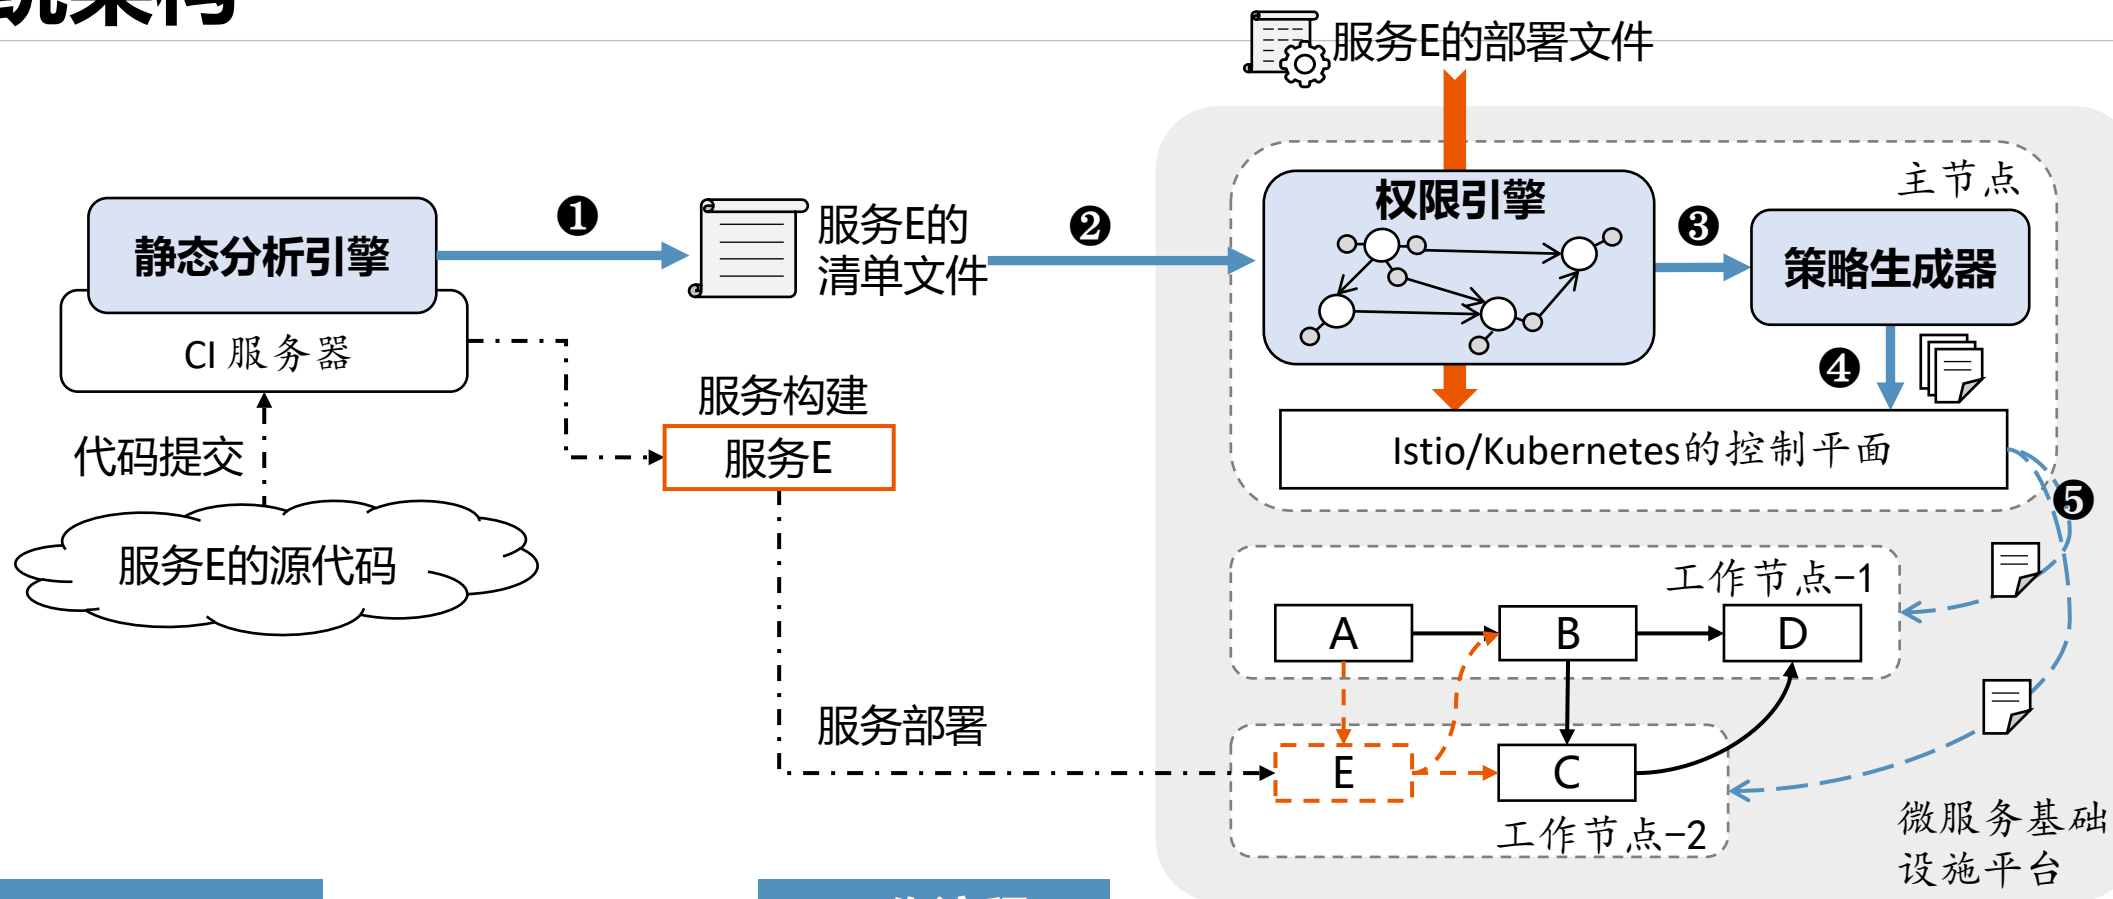 统架构
服务E的部署文件
主节点
权限引擎
❶
服务E的
清单文件
❷
❸
静态分析引擎
策略生成器
CI 服务器
❹
服务构建
代码提交
服务E
Istio/Kubernetes的控制平面
❺
服务E的源代码
工作节点-1
A
B
D
服务部署
E
C
工作节点-2
微服务基础
设施平台